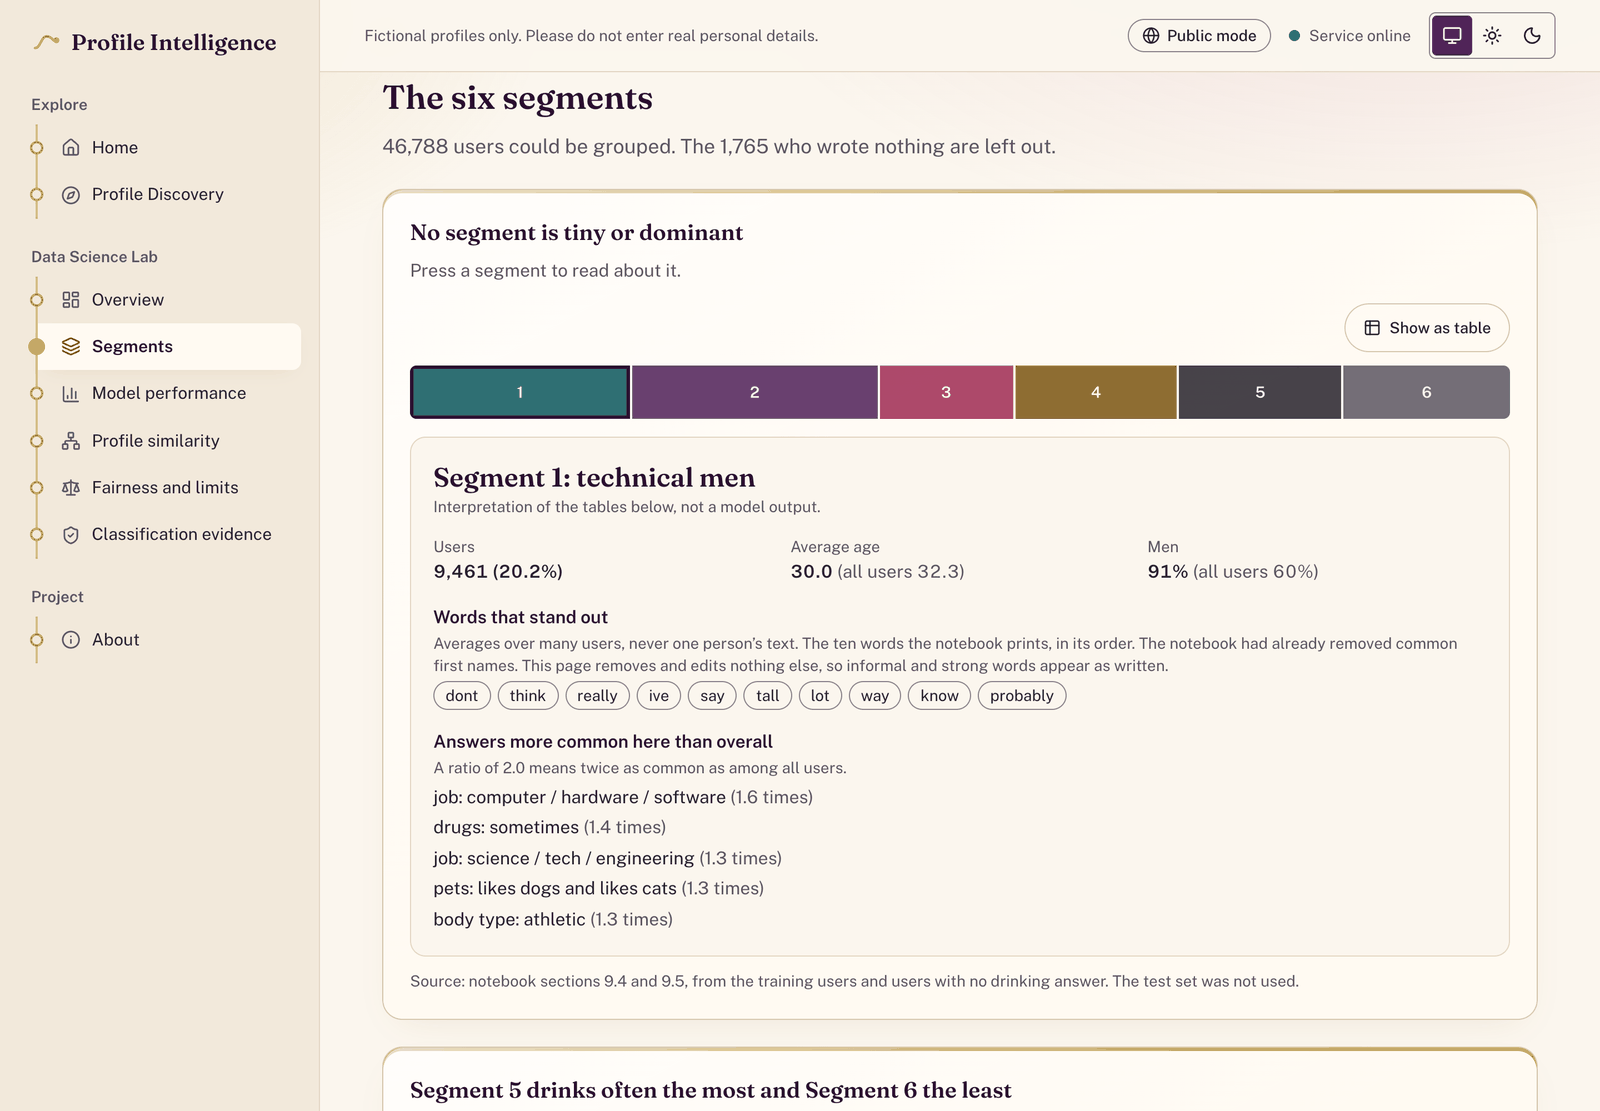 Profile Intelligence
Explore
Home
Profile Discovery
Data Science Lab
Overview
Segments
Model performance
Profile similarity
Fairness and limits
Classification evidence
Project
About
Fictional profiles only. Please do not enter real personal details.
Public mode
Service online
The six segments
46,788 users could be grouped. The 1,765 who wrote nothing are left out.
No segment is tiny or dominant
Press a segment to read about it.
Show as table
1 2 3 4 5 6
Segment 1: technical men
Interpretation of the tables below, not a model output.
Users Average age Men
9,461 (20.2%) 30.0 (all users 32.3) 91% (all users 60%)
Words that stand out
Averages over many users, never one person’s text. The ten words the notebook prints, in its order. The notebook had already removed common
first names. This page removes and edits nothing else, so informal and strong words appear as written.
dont think really ive say tall lot way know probably
Answers more common here than overall
A ratio of 2.0 means twice as common as among all users.
job: computer / hardware / software (1.6 times)
drugs: sometimes (1.4 times)
job: science / tech / engineering (1.3 times)
pets: likes dogs and likes cats (1.3 times)
body type: athletic (1.3 times)
Source: notebook sections 9.4 and 9.5, from the training users and users with no drinking answer. The test set was not used.
Segment 5 drinks often the most and Segment 6 the least